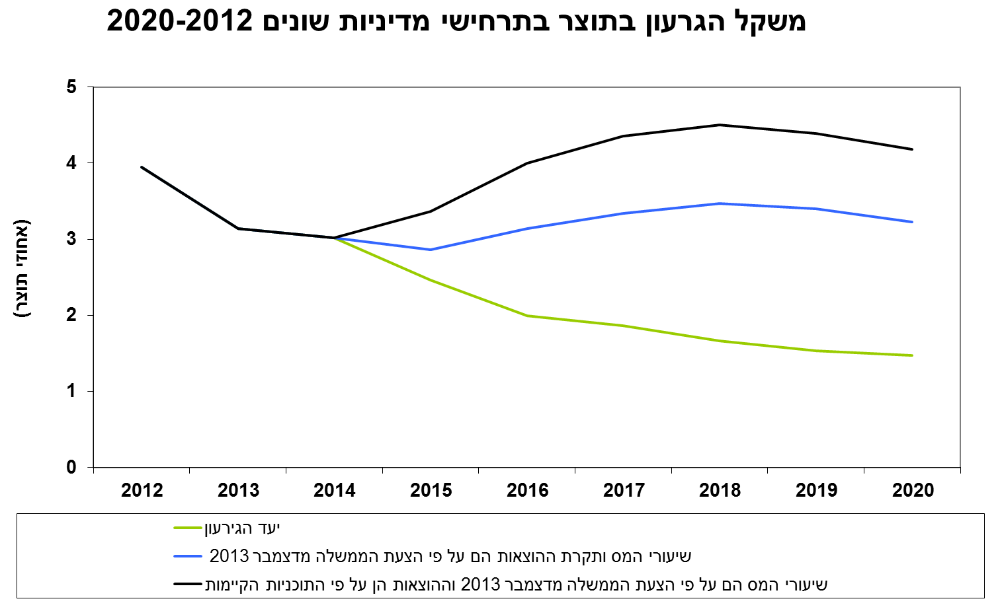 משקל הגרעון בתוצר בתרחישי מדיניות שונים 2020-2012
(אחוזי תוצר)
5
4
3
2
1
0
2012 2013 2014 2015 2016 2017 2018 2019 2020
יעד הגירעון
שיעורי המס ותקרת ההוצאות הם על פי הצעת הממשלה מדצמבר 2013
שיעורי המס הם על פי הצעת הממשלה מדצמבר 2013 וההוצאות הן על פי התוכניות הקיימות